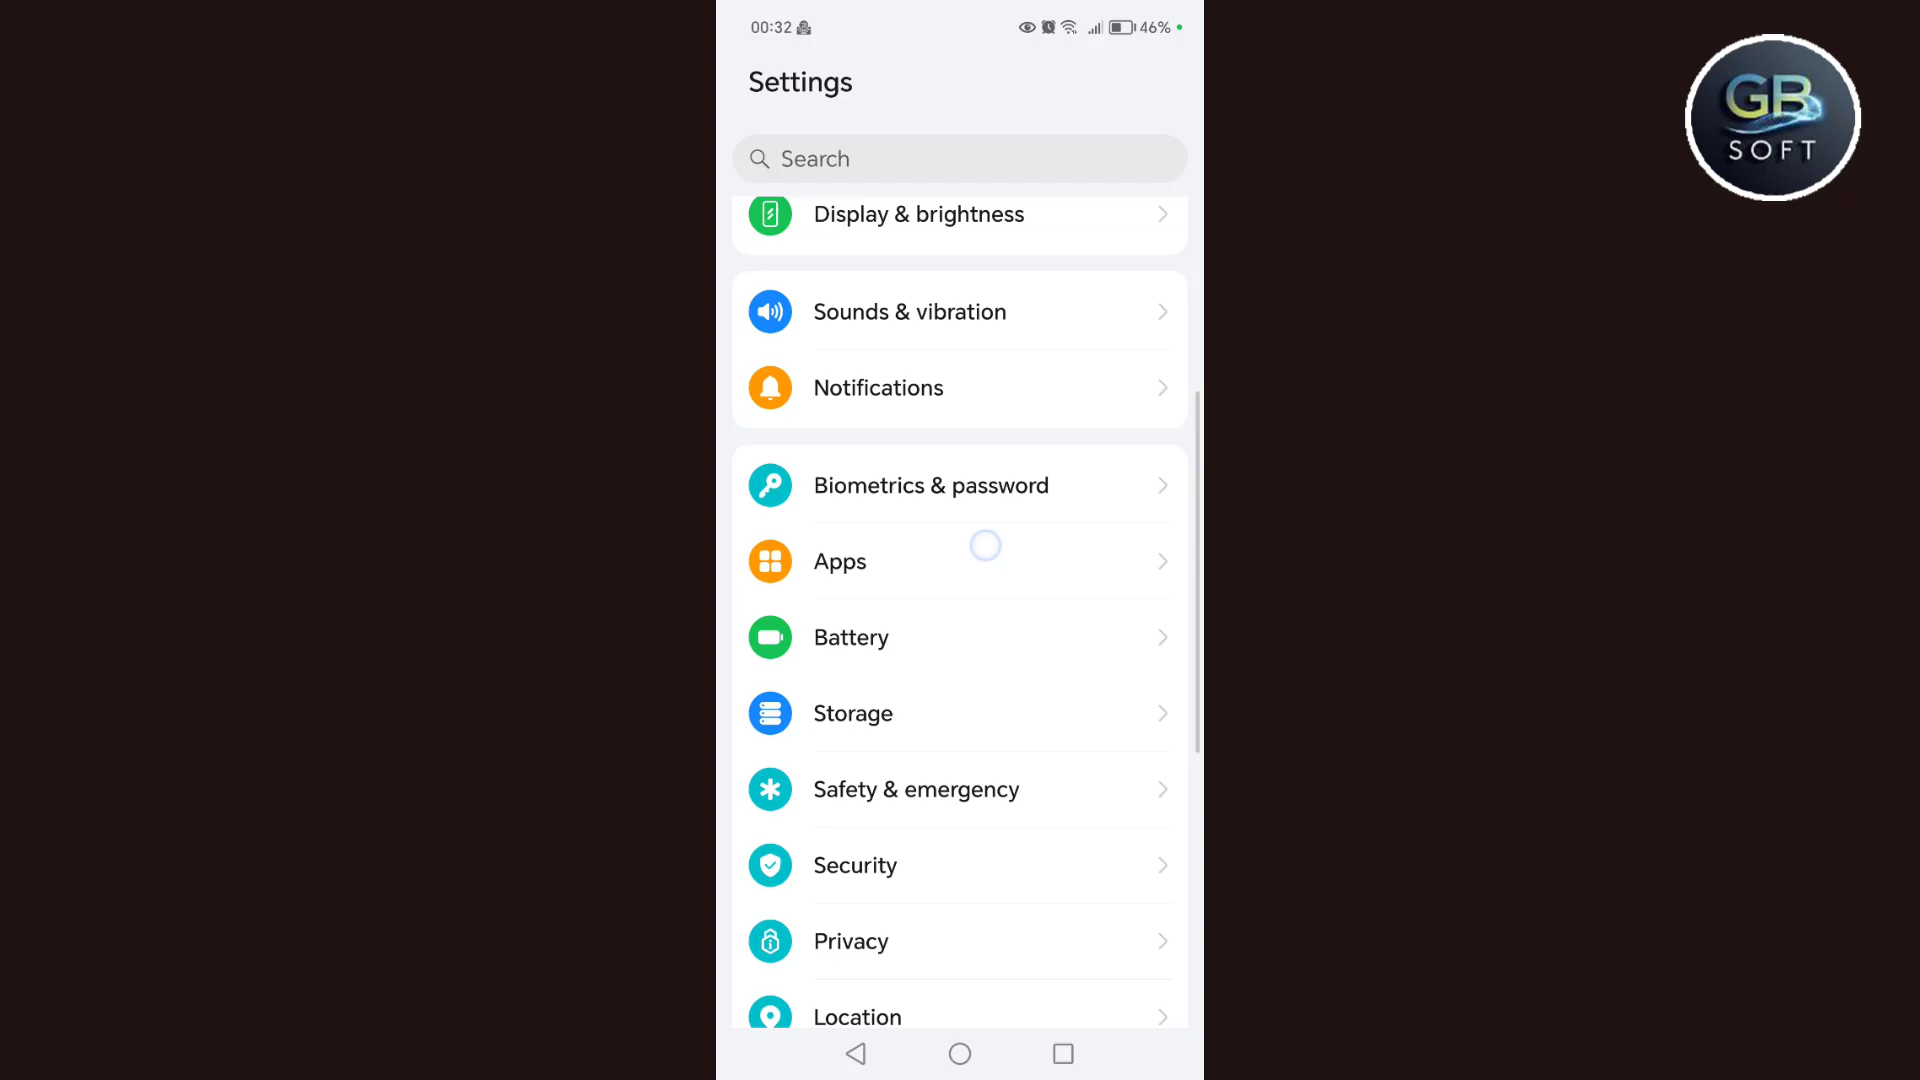 00:32
46%
Settings
Search
Display & brightness
Sounds & vibration
Notifications
Biometrics & password
Apps
Battery
Storage
Safety & emergency
Security
Privacy
Location
GB
SOFT